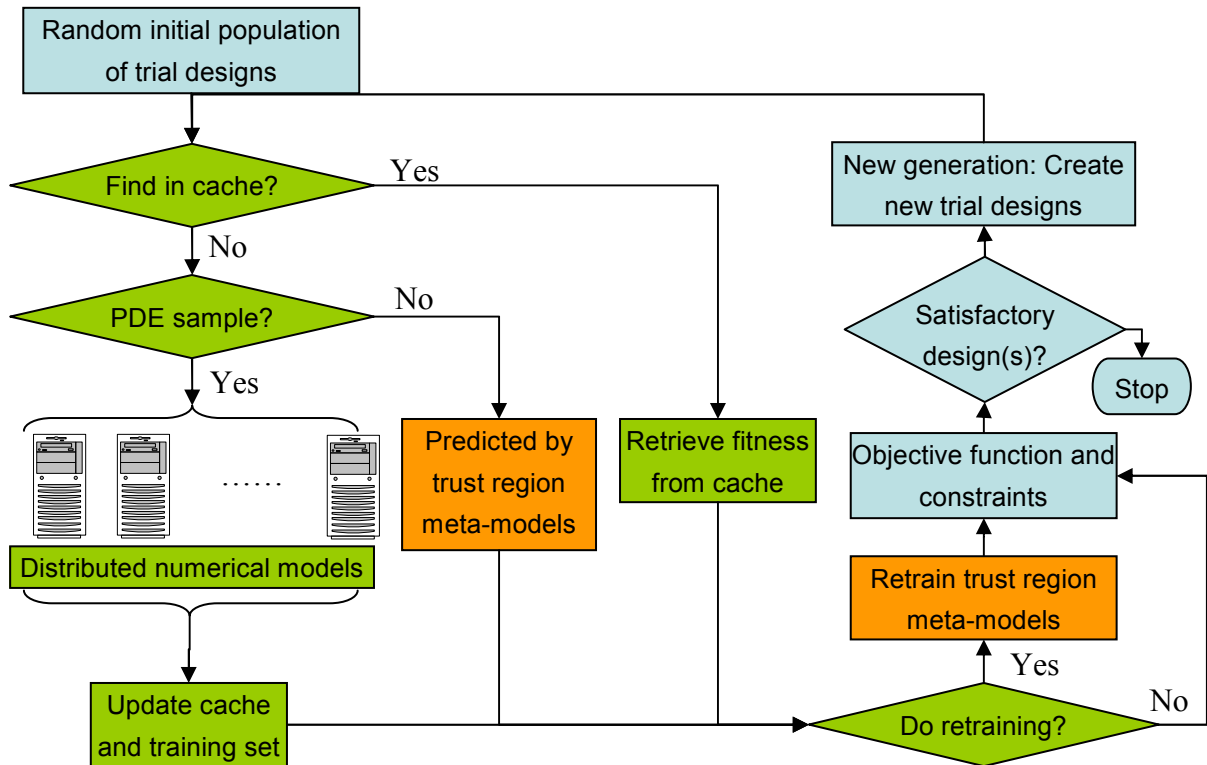 Random initial population
of trial designs
Find in cache?
Yes
No
PDE sample?
No
Yes
......
Distributed numerical models
Update cache
and training set
Predicted by
trust region
meta-models
Retrieve fitness
from cache
New generation: Create
new trial designs
Satisfactory
design(s)?
Stop
Objective function and
constraints
Retrain trust region
meta-models
Yes
Do retraining?
No